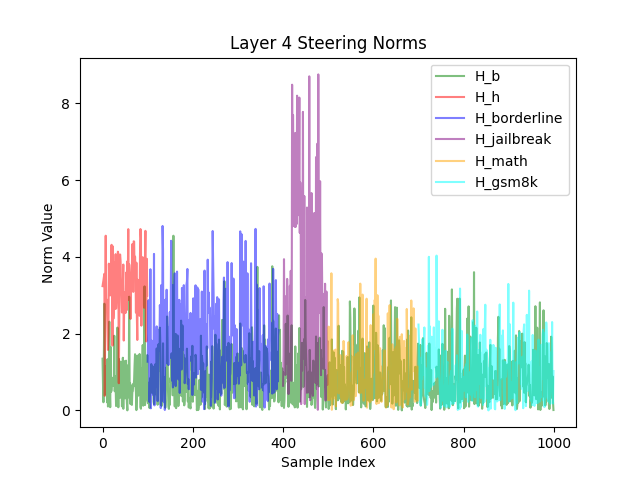 Layer 4 Steering Norms
H_b
H_h
H_borderline
H_jailbreak
H_math
H_gsm8k
Norm Value
8
6
4
2
0
0 200 400 600 800 1000
Sample Index